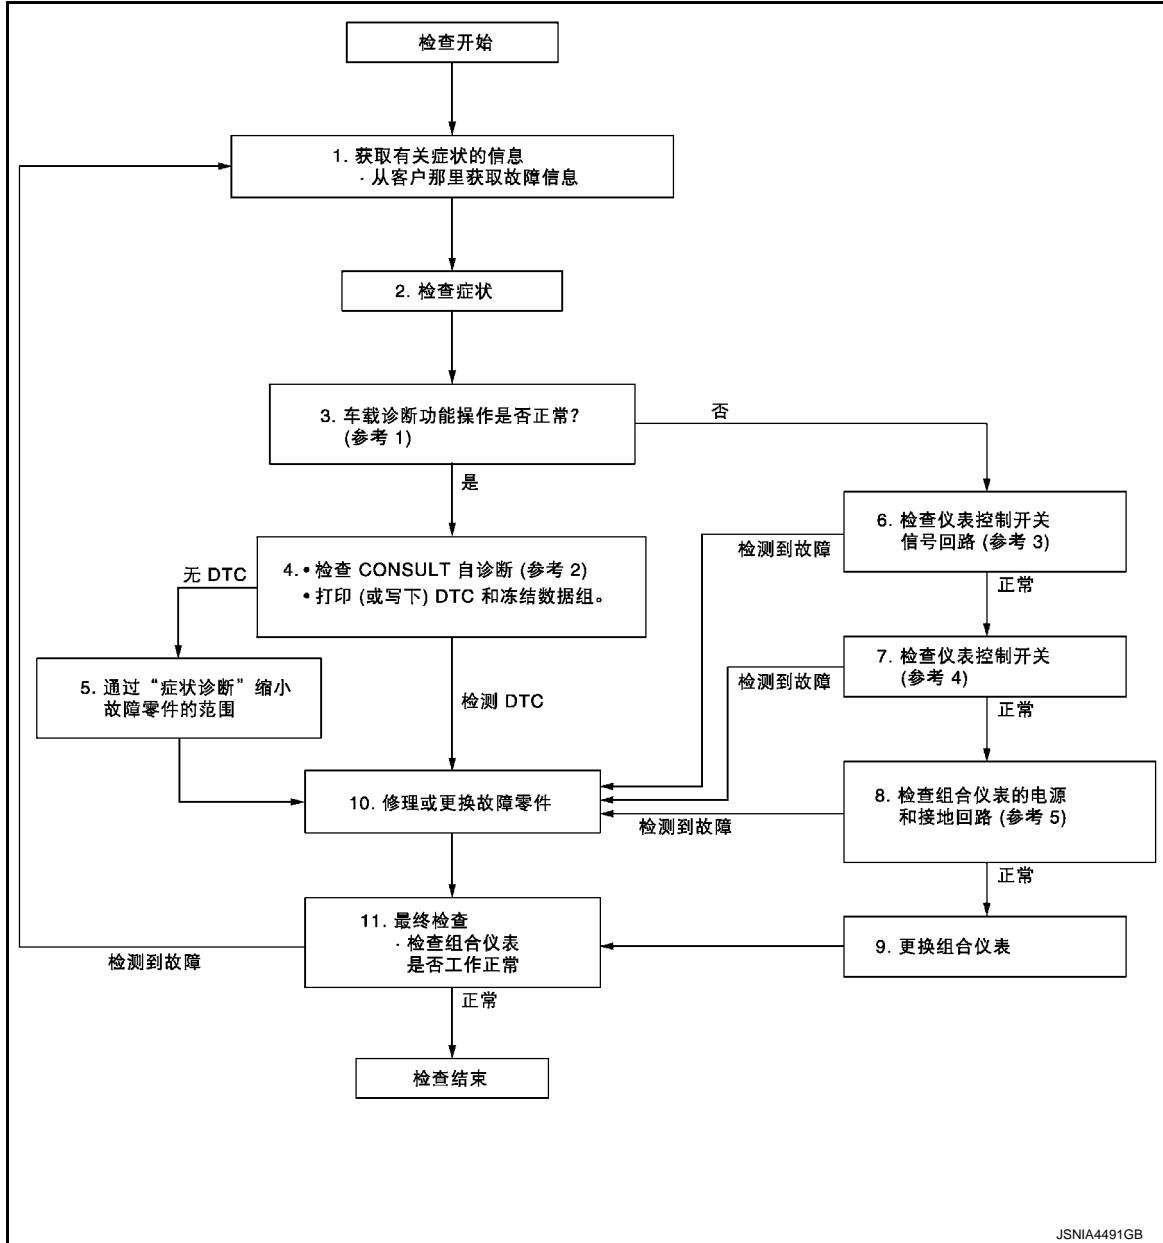 检查开始
1. 获取有关症状的信息
· 从客户那里获取故障信息
2. 检查症状
3. 车载诊断功能操作是否正常?
(参考 1)
否
是
6. 检查仪表控制开关
信号回路 (参考 3)
检测到故障
正常
无 DTC
4. • 检查 CONSULT 自诊断 (参考 2)
• 打印 (或写下) DTC 和冻结数据组。
7. 检查仪表控制开关
(参考 4)
检测到故障
正常
5. 通过“症状诊断”缩小
故障零件的范围
检测 DTC
8. 检查组合仪表的电源
和接地回路 (参考 5)
检测到故障
正常
10. 修理或更换故障零件
11. 最终检查
· 检查组合仪表
是否工作正常
9. 更换组合仪表
检测到故障
正常
检查结束
JSNIA4491GB